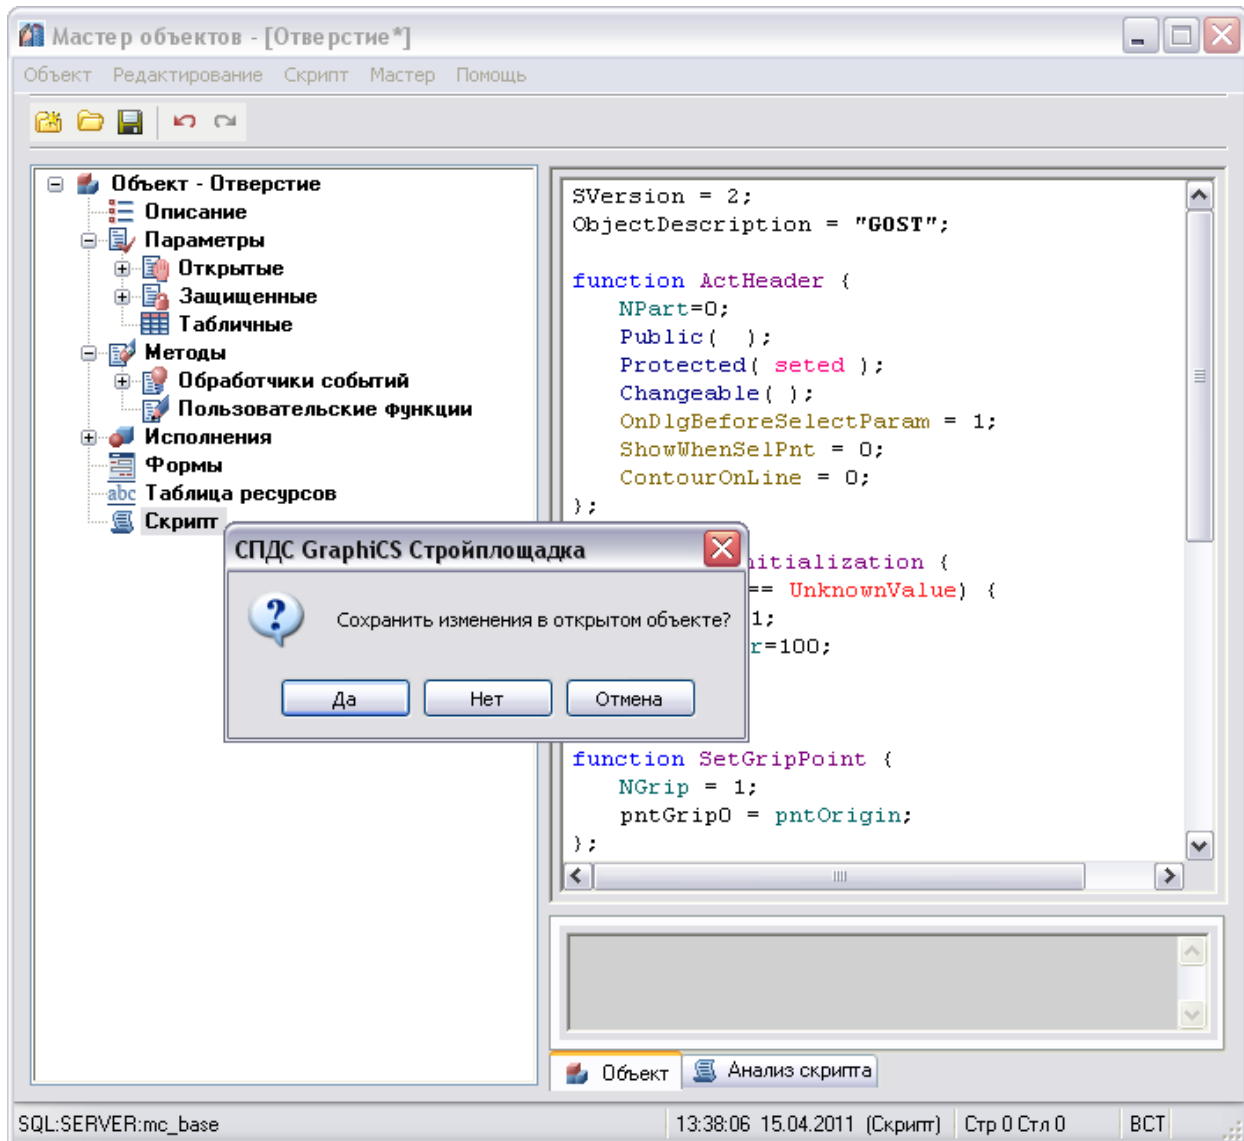 Мастер объектов - [Отверстие*]
Объект Редактирование Скрипт Мастер Помощь
Объект - Отверстие
Описание
Параметры
Открытые
Защищенные
Табличные
Методы
Обработчики событий
Пользовательские функции
Исполнения
Формы
abc Таблица ресурсов
Скрипт
SVersion = 2;
ObjectDescription = "GOST";
function ActHeader {
NPart=0;
Public(  );
Protected( seted );
Changeable( );
OnDlgBeforeSelectParam = 1;
ShowWhenSelPnt = 0;
ContourOnLine = 0;
};
nitialization {
== UnknownValue) {
1;
r=100;
function SetGripPoint {
NGrip = 1;
pntGrip0 = pntOrigin;
};
СПДС GraphiCS Стройплощадка
Сохранить изменения в открытом объекте?
Да Нет Отмена
Объект Анализ скрипта
SQL:SERVER:mc_base 13:38:06 15.04.2011 (Скрипт) Стр 0 Стл 0 ВСТ